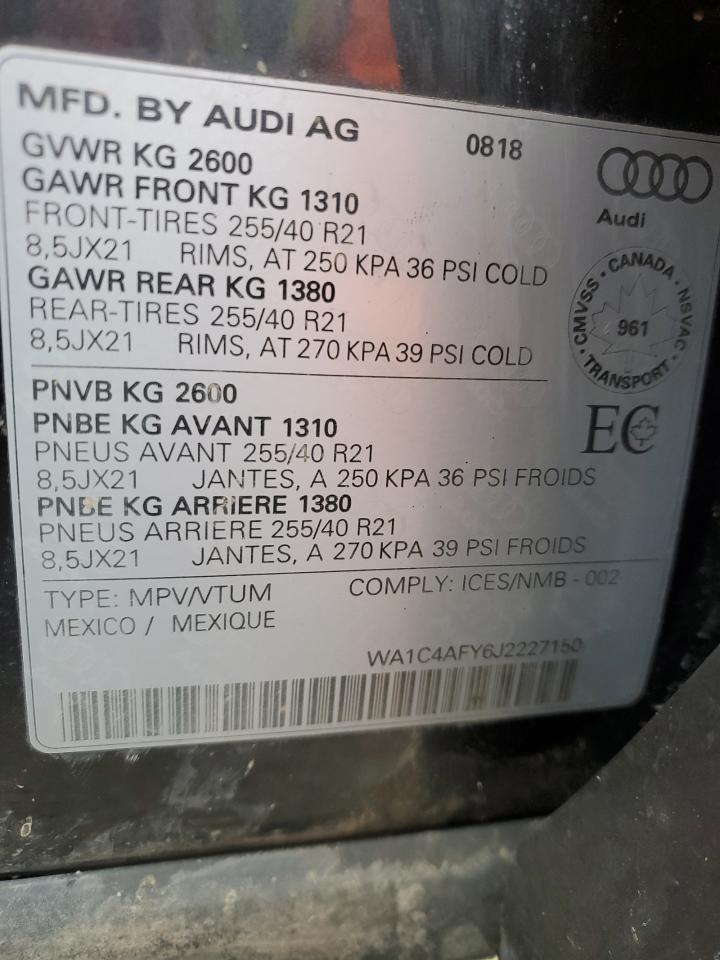 MFD. BY AUDI AG 0818
GVWR KG 2600
GAWR FRONT KG 1310
FRONT-TIRES 255/40 R21
8,5JX21 RIMS, AT 250 KPA 36 PSI COLD
GAWR REAR KG 1380
REAR-TIRES 255/40 R21
8,5JX21 RIMS, AT 270 KPA 39 PSI COLD
Audi
CANADA
CMVSS · NSVAC
961
TRANSPORT
EC
PNVB KG 2600
PNBE KG AVANT 1310
PNEUS AVANT 255/40 R21
8,5JX21 JANTES, A 250 KPA 36 PSI FROIDS
PNBE KG ARRIERE 1380
PNEUS ARRIERE 255/40 R21
8,5JX21 JANTES, A 270 KPA 39 PSI FROIDS
TYPE: MPV/VTUM COMPLY: ICES/NMB - 002
MEXICO / MEXIQUE
WA1C4AFY6J2227150